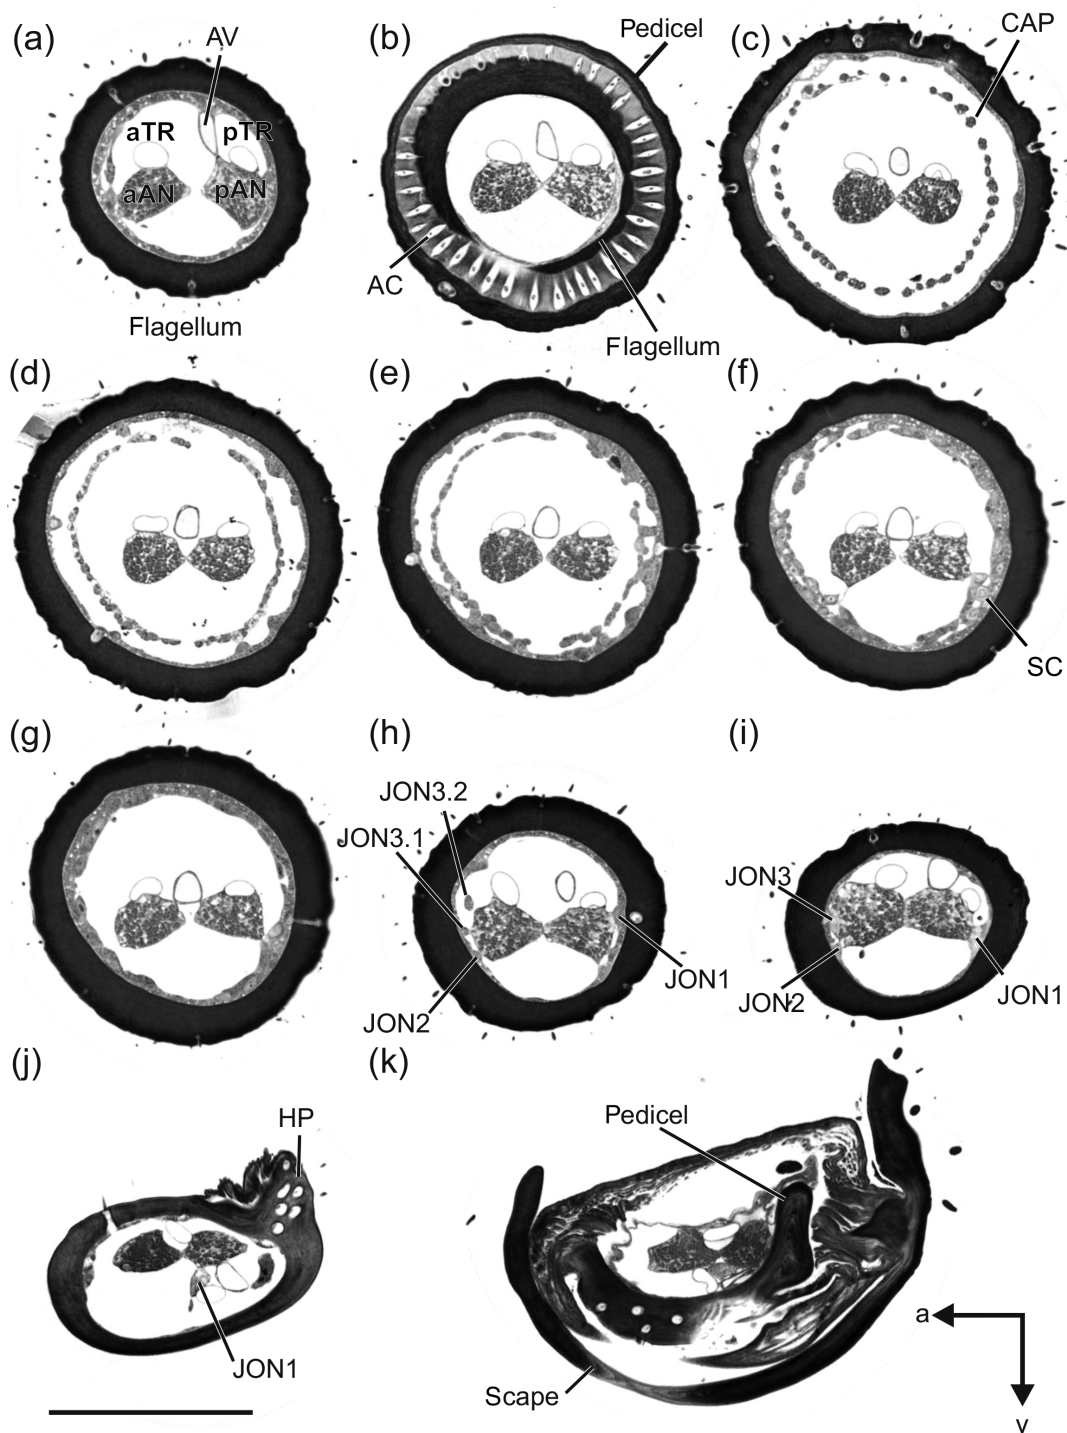 (a)
AV
aTR
pTR
aAN
pAN
Flagellum
(b)
Pedicel
AC
Flagellum
(c)
CAP
(d)
(e)
(f)
SC
(g)
(h)
JON3.2
JON3.1
JON2
JON1
(i)
JON3
JON2
JON1
(j)
HP
JON1
(k)
Pedicel
Scape
a
v